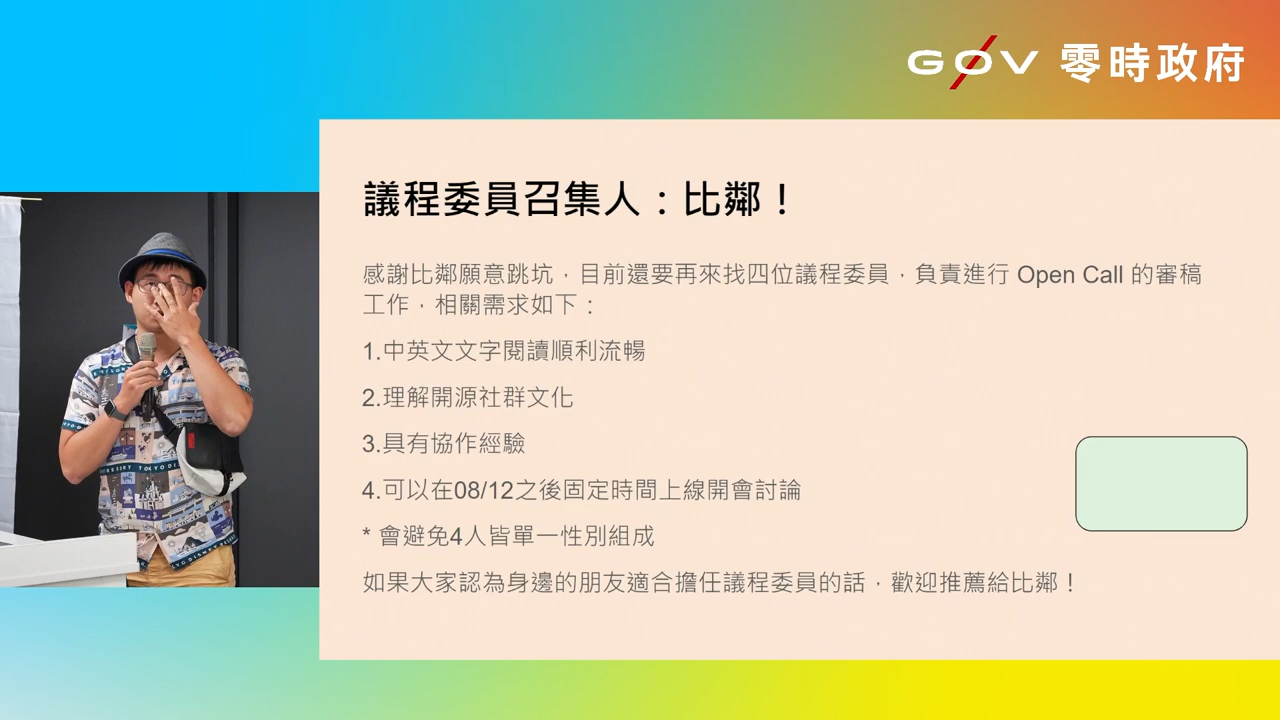 GOV 零時政府
議程委員召集人：比鄰！
感謝比鄰願意跳坑，目前還要再來找四位議程委員，負責進行 Open Call 的審稿
工作，相關需求如下：
1.中英文文字閱讀順利流暢
2.理解開源社群文化
3.具有協作經驗
4.可以在08/12之後固定時間上線開會討論
* 會避免4人皆單一性別組成
如果大家認為身邊的朋友適合擔任議程委員的話，歡迎推薦給比鄰！